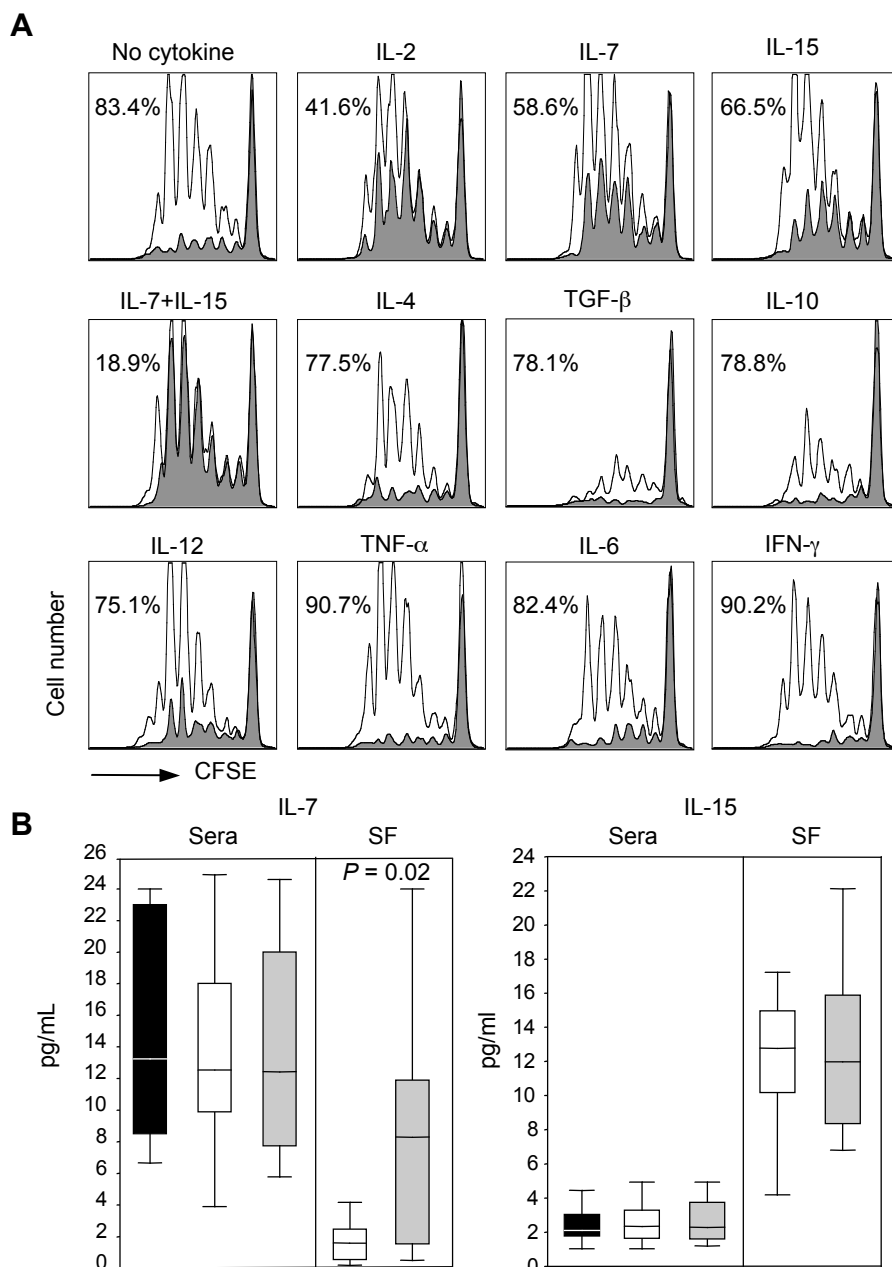 A
No cytokine IL-2 IL-7 IL-15
83.4% 41.6% 58.6% 66.5%
IL-7+IL-15 IL-4 TGF-β IL-10
18.9% 77.5% 78.1% 78.8%
IL-12 TNF-α IL-6 IFN-γ
75.1% 90.7% 82.4% 90.2%
Cell number
CFSE
B
IL-7
Sera SF
P = 0.02
pg/mL
26
24
22
20
18
16
14
12
10
8
6
4
2
0
IL-15
Sera SF
pg/ml
24
22
20
18
16
14
12
10
8
6
4
2
0